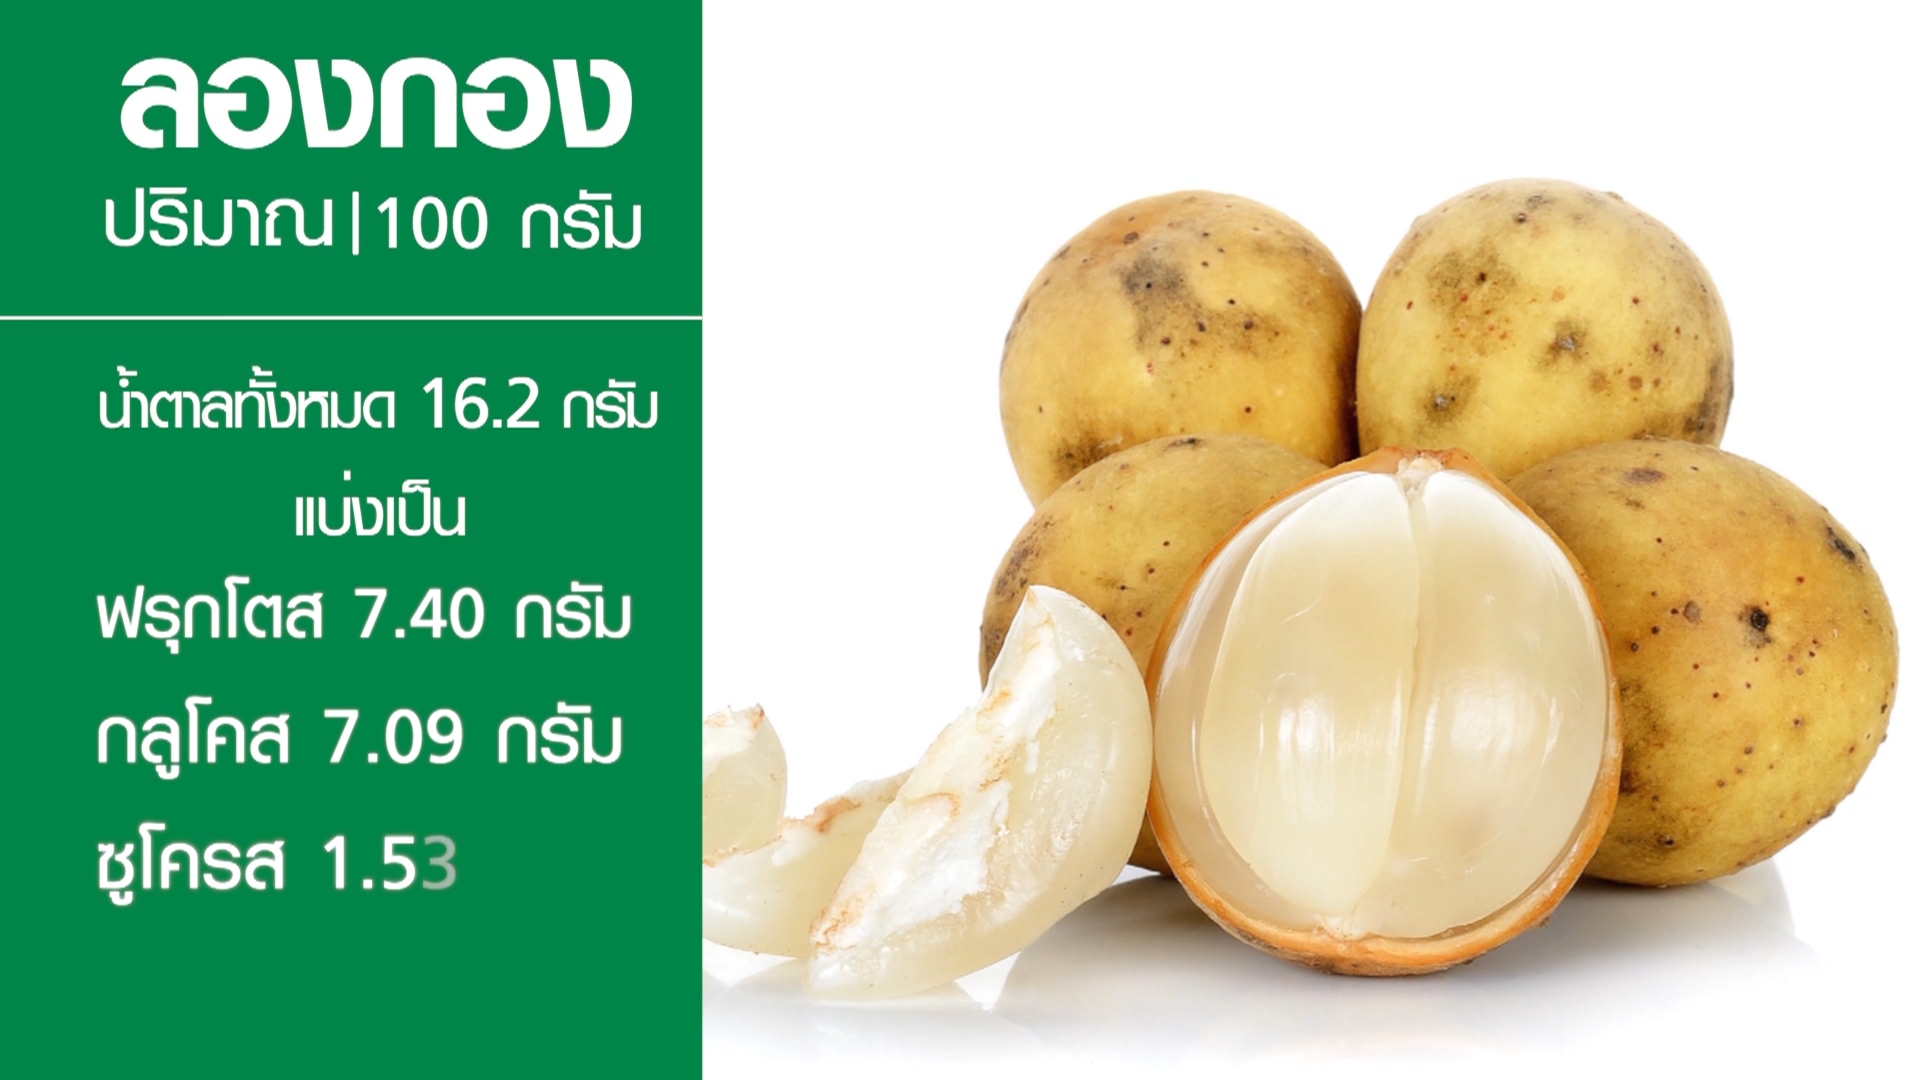 ลองกอง
ปริมาณ|100 กรัม
น้ำตาลทั้งหมด 16.2 กรัม
แบ่งเป็น
ฟรุกโตส 7.40 กรัม
กลูโคส 7.09 กรัม
ซูโครส 1.53